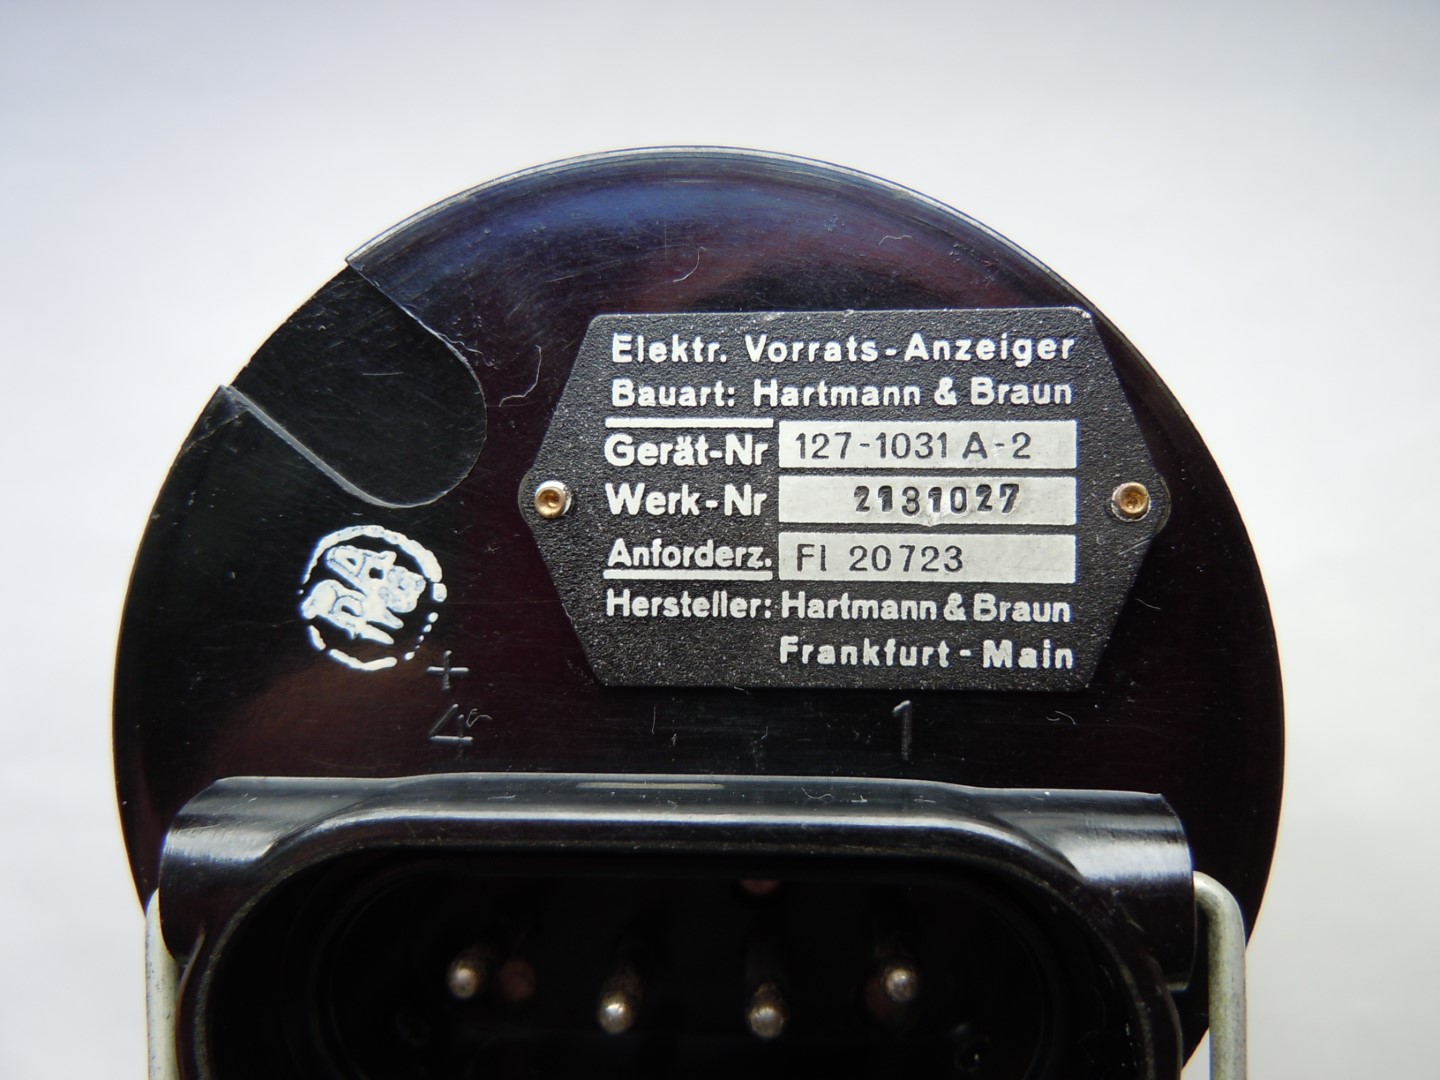 Elektr. Vorrats-Anzeiger
Bauart: Hartmann & Braun
Gerät-Nr 127-1031 A-2
Werk-Nr 2131027
Anforderz. Fl 20723
Hersteller: Hartmann & Braun
Frankfurt-Main
+
4
1